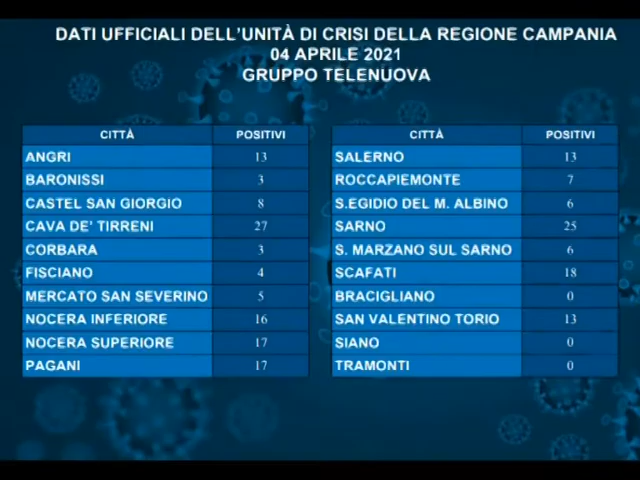 DATI UFFICIALI DELL'UNITÀ DI CRISI DELLA REGIONE CAMPANIA
04 APRILE 2021
GRUPPO TELENUOVA
CITTÀ POSITIVI
ANGRI 13
BARONISSI 3
CASTEL SAN GIORGIO 8
CAVA DE' TIRRENI 27
CORBARA 3
FISCIANO 4
MERCATO SAN SEVERINO 5
NOCERA INFERIORE 16
NOCERA SUPERIORE 17
PAGANI 17
CITTÀ POSITIVI
SALERNO 13
ROCCAPIEMONTE 7
S.EGIDIO DEL M. ALBINO 6
SARNO 25
S. MARZANO SUL SARNO 6
SCAFATI 18
BRACIGLIANO 0
SAN VALENTINO TORIO 13
SIANO 0
TRAMONTI 0